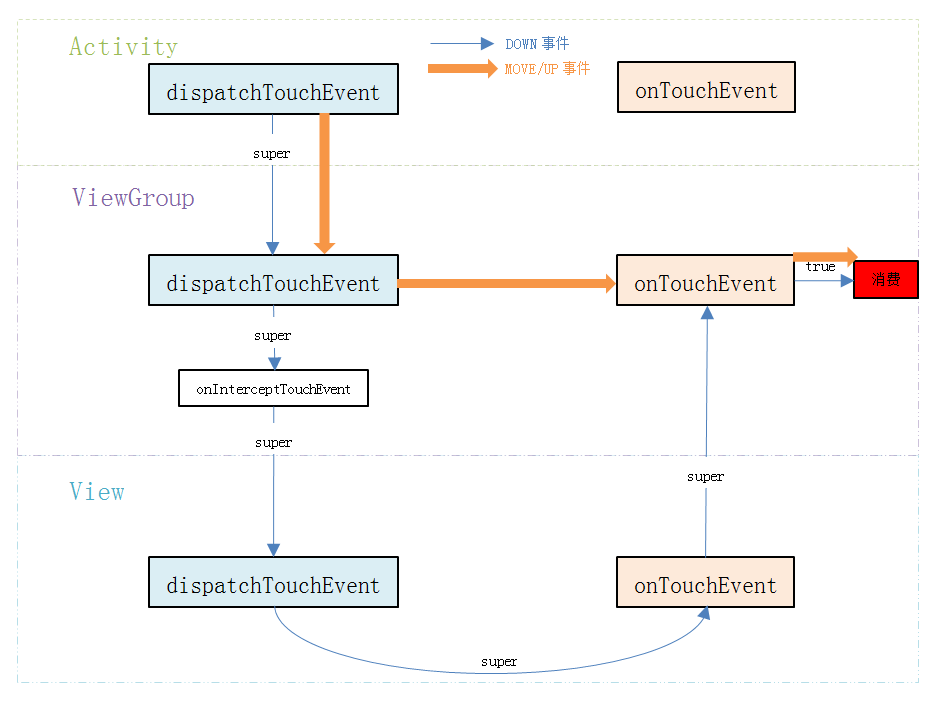 Activity
DOWN 事件
MOVE/UP 事件
dispatchTouchEvent
onTouchEvent
super
ViewGroup
dispatchTouchEvent
onTouchEvent
true
消费
super
onInterceptTouchEvent
super
super
View
dispatchTouchEvent
onTouchEvent
super